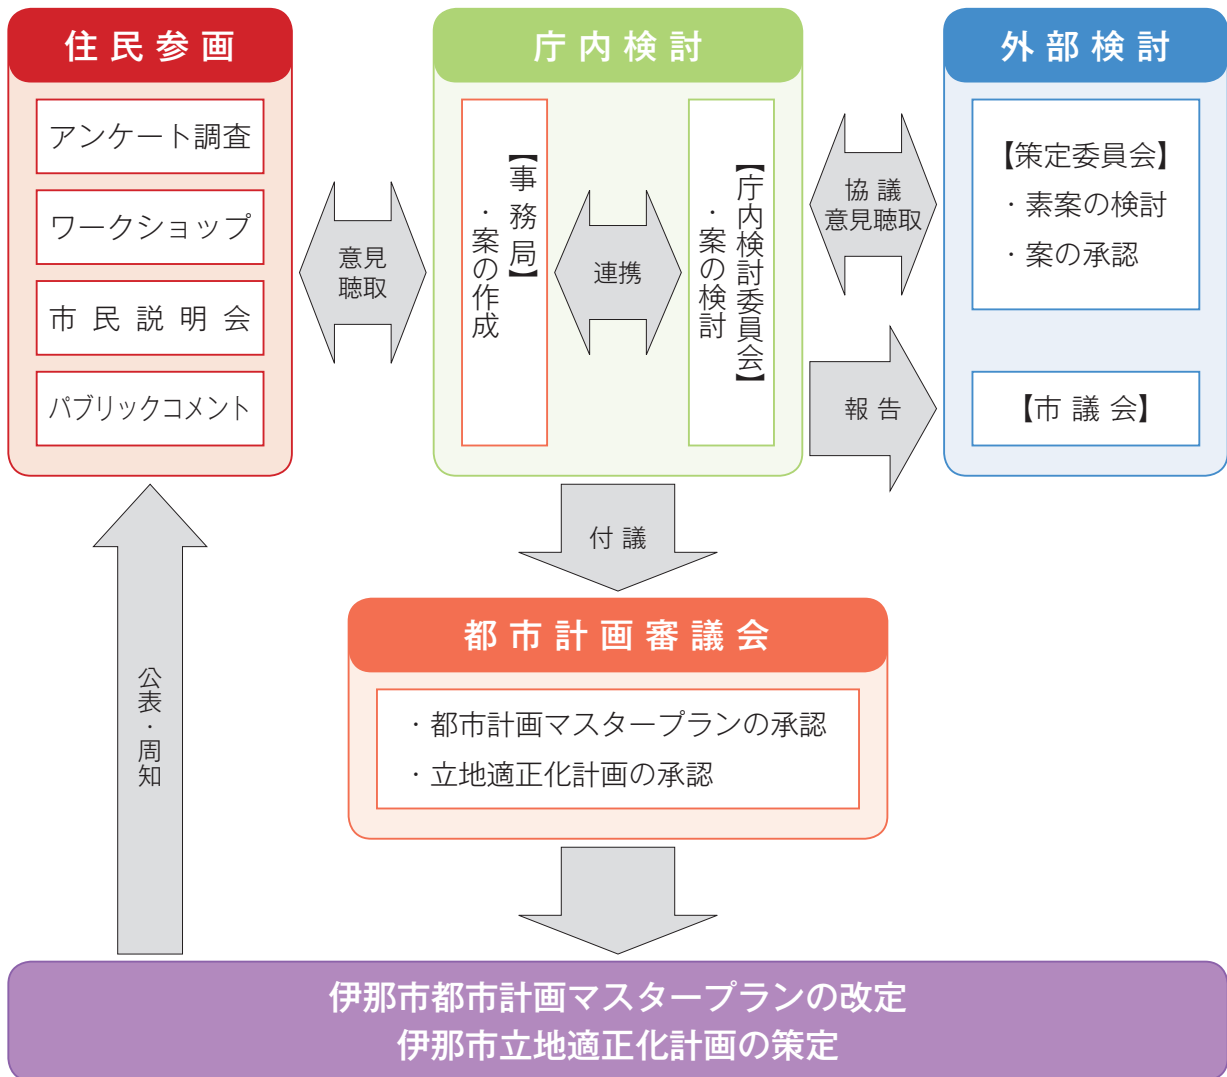 住民参画
アンケート調査
ワークショップ
市民説明会
パブリックコメント
意見
聴取
庁内検討
【事務局】
・案の作成
連携
【庁内検討委員会】
・案の検討
協議
意見聴取
報告
外部検討
【策定委員会】
・素案の検討
・案の承認
【市議会】
付議
都市計画審議会
・都市計画マスタープランの承認
・立地適正化計画の承認
公表・周知
伊那市都市計画マスタープランの改定
伊那市立地適正化計画の策定